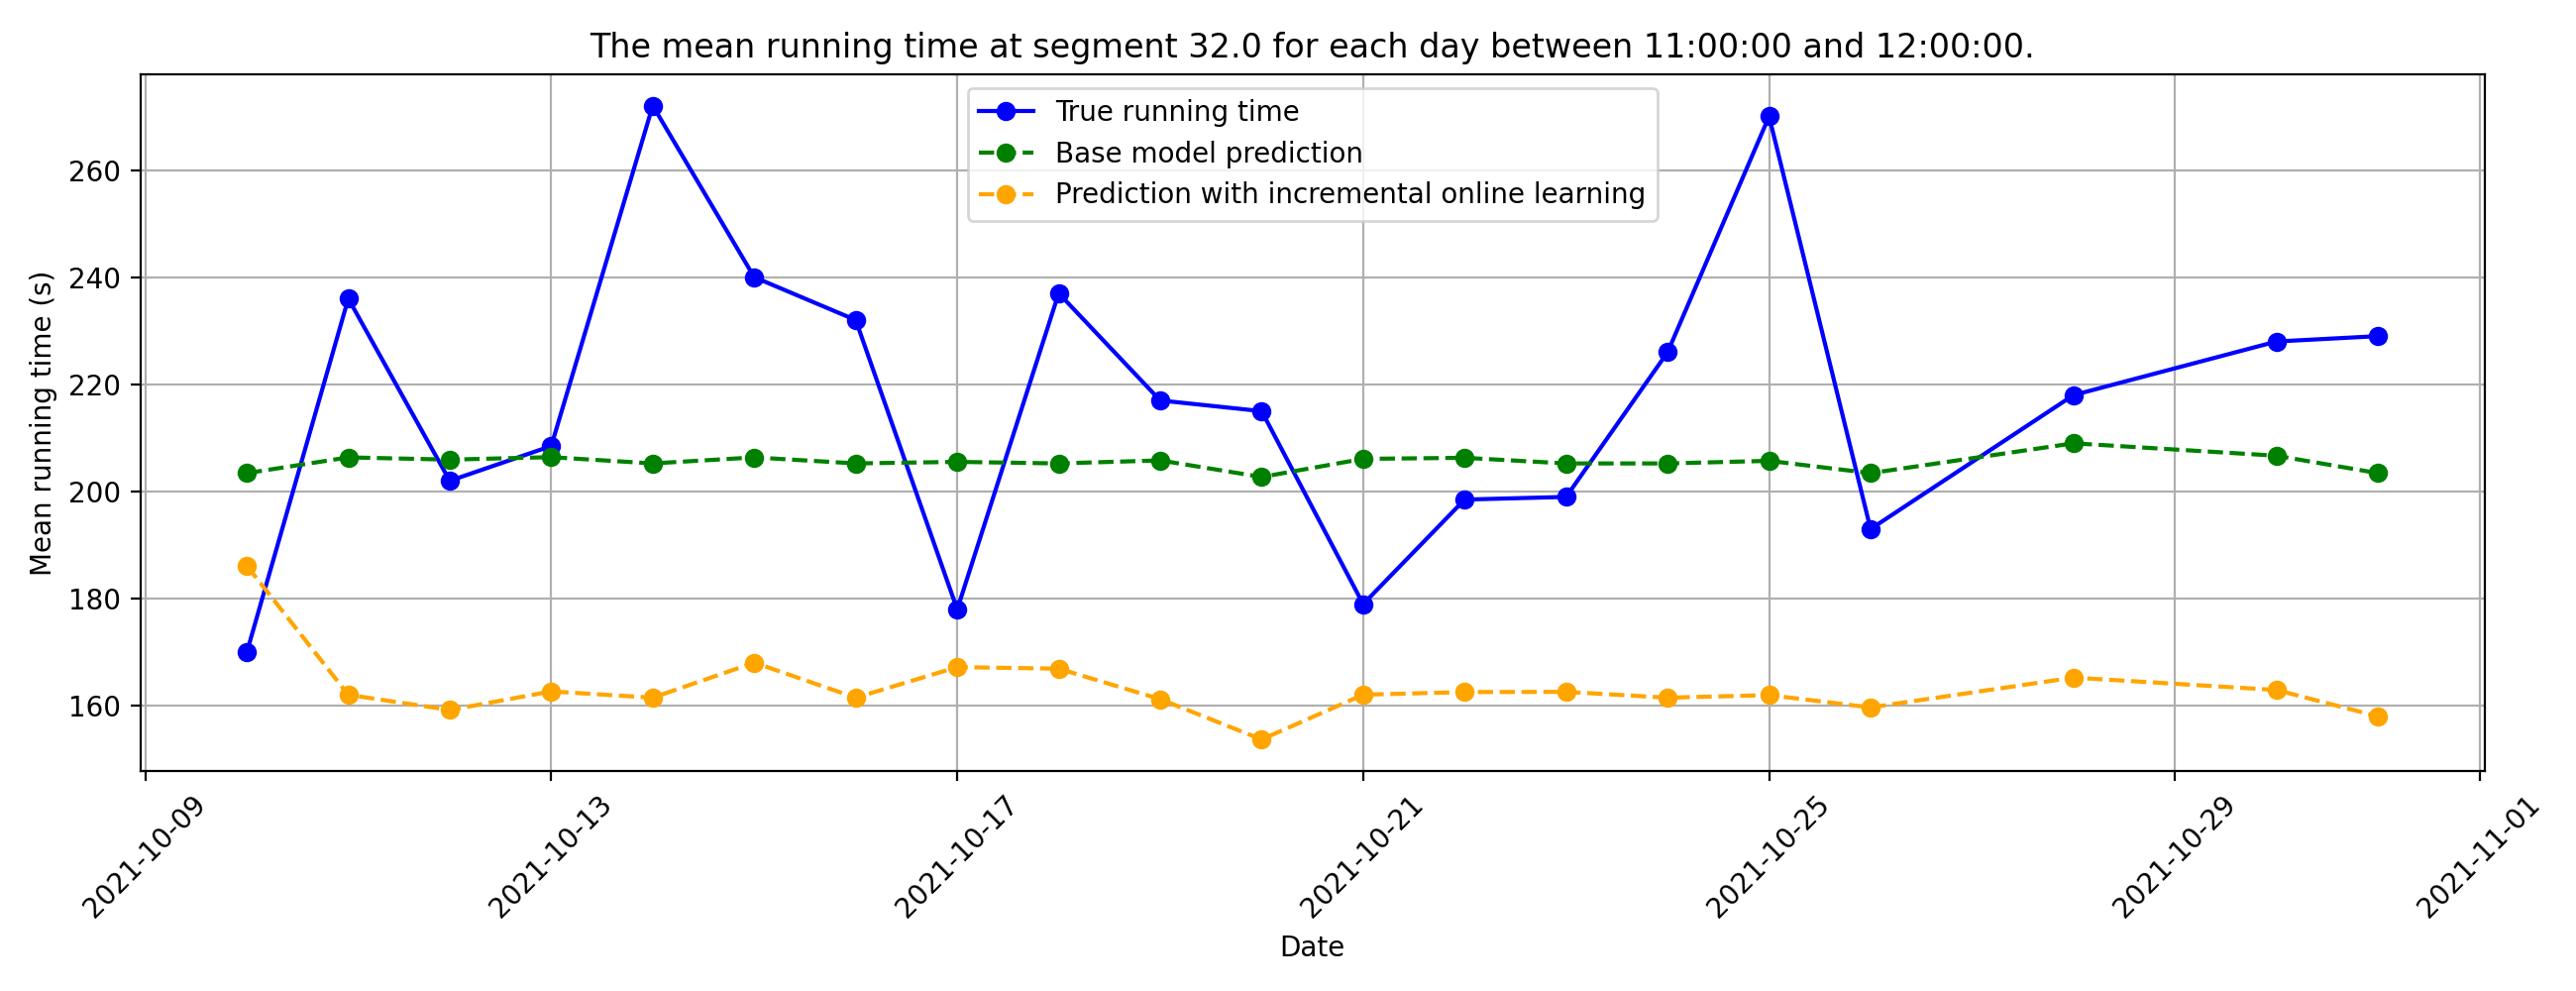 The mean running time at segment 32.0 for each day between 11:00:00 and 12:00:00.
True running time
Base model prediction
Prediction with incremental online learning
Mean running time (s)
260
240
220
200
180
160
2021-10-09
2021-10-13
2021-10-17
2021-10-21
2021-10-25
2021-10-29
2021-11-01
Date